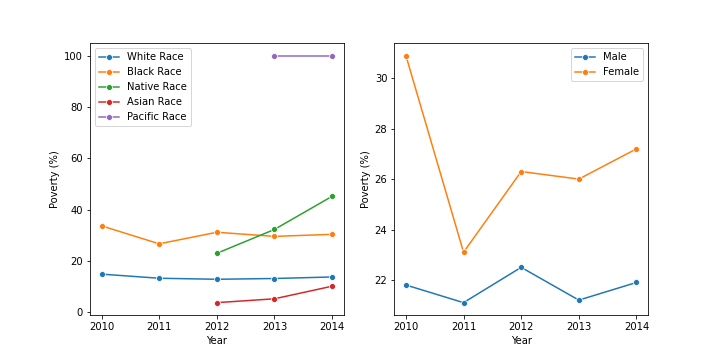 White Race
Black Race
Native Race
Asian Race
Pacific Race
100
80
60
40
20
0
Poverty (%)
2010 2011 2012 2013 2014
Year
Male
Female
30
28
26
24
22
Poverty (%)
2010 2011 2012 2013 2014
Year